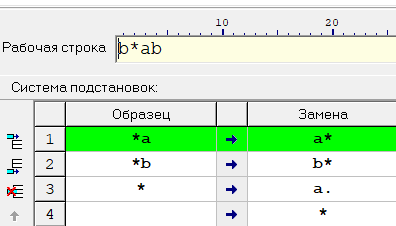 10 20
Рабочая строка b*ab
Система подстановок:
Образец Замена
1 *a → a*
2 *b → b*
3 * → a.
4 → *